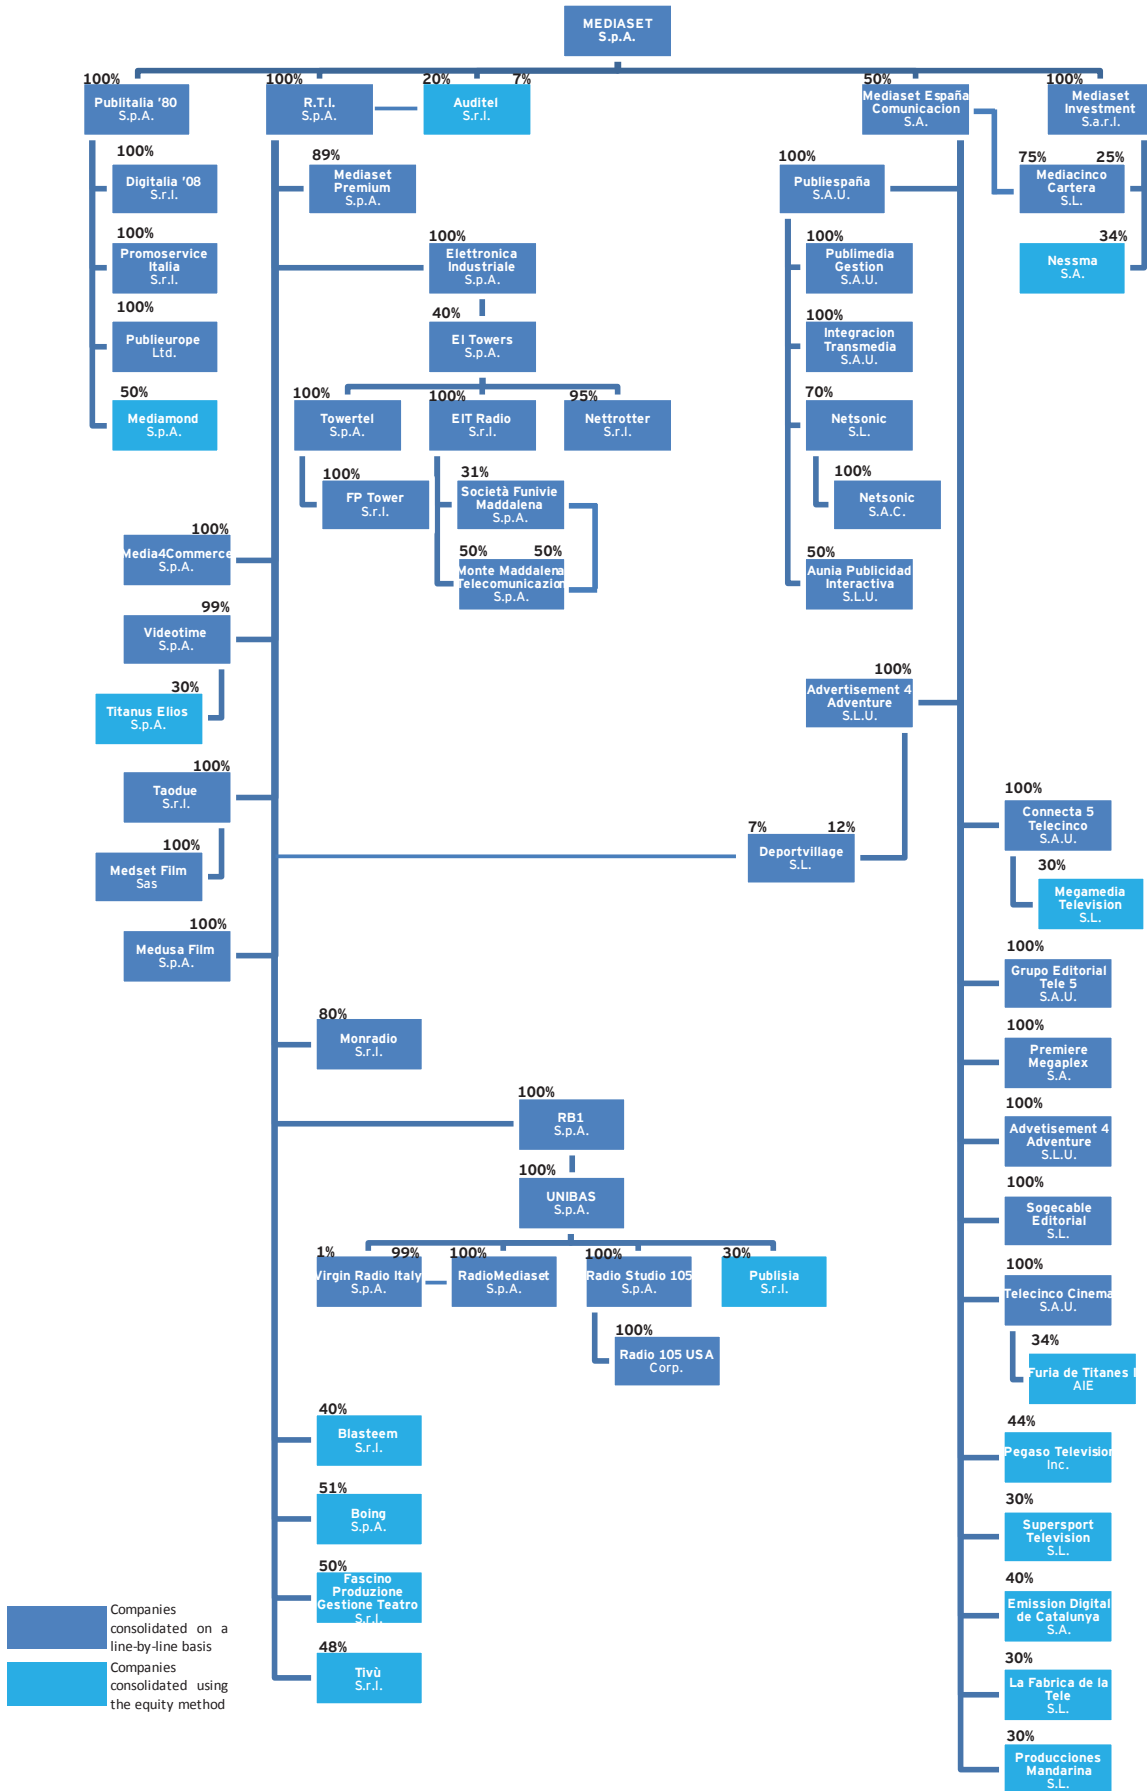 MEDIASET
S.p.A.
100%
100%
20%
7%
50%
100%
Publitalia '80
S.p.A.
R.T.I.
S.p.A.
Auditel
S.r.l.
Mediaset España
Comunicacion
S.A.
Mediaset
Investment
S.a.r.l.
100%
Digitalia '08
S.r.l.
100%
Promoservice
Italia
S.r.l.
100%
Publieurope
Ltd.
50%
Mediamond
S.p.A.
89%
Mediaset
Premium
S.p.A.
100%
Elettronica
Industriale
S.p.A.
40%
EI Towers
S.p.A.
100%
Towertel
S.p.A.
100%
EIT Radio
S.r.l.
95%
Nettrotter
S.r.l.
100%
FP Tower
S.r.l.
31%
Società Funivie
Maddalena
S.p.A.
50%
50%
Monte Maddalena
Telecomunicazion
S.p.A.
100%
Media4Commerce
S.p.A.
99%
Videotime
S.p.A.
30%
Titanus Elios
S.p.A.
100%
Taodue
S.r.l.
100%
Medset Film
Sas
100%
Medusa Film
S.p.A.
100%
Publiespaña
S.A.U.
75%
25%
Mediacinco
Cartera
S.L.
34%
Nessma
S.A.
100%
Publimedia
Gestion
S.A.U.
100%
Integracion
Transmedia
S.A.U.
70%
Netsonic
S.L.
100%
Netsonic
S.A.C.
50%
Aunia Publicidad
Interactiva
S.L.U.
100%
Advertisement 4
Adventure
S.L.U.
7%
12%
Deportvillage
S.L.
100%
Connecta 5
Telecinco
S.A.U.
30%
Megamedia
Television
S.L.
100%
Grupo Editorial
Tele 5
S.A.U.
100%
Premiere
Megaplex
S.A.
100%
Advetisement 4
Adventure
S.L.U.
100%
Sogecable
Editorial
S.L.
100%
Telecinco Cinema
S.A.U.
34%
Furia de Titanes I
AIE
44%
Pegaso Television
Inc.
30%
Supersport
Television
S.L.
40%
Emission Digital
de Catalunya
S.A.
30%
La Fabrica de la
Tele
S.L.
30%
Producciones
Mandarina
S.L.
80%
Monradio
S.r.l.
100%
RB1
S.p.A.
100%
UNIBAS
S.p.A.
1%
99%
Virgin Radio Italy
S.p.A.
100%
RadioMediaset
S.p.A.
100%
Radio Studio 105
S.p.A.
30%
Publisia
S.r.l.
100%
Radio 105 USA
Corp.
40%
Blasteem
S.r.l.
51%
Boing
S.p.A.
50%
Fascino
Produzione
Gestione Teatro
S.r.l.
48%
Tivù
S.r.l.
Companies
consolidated on a
line-by-line basis
Companies
consolidated using
the equity method